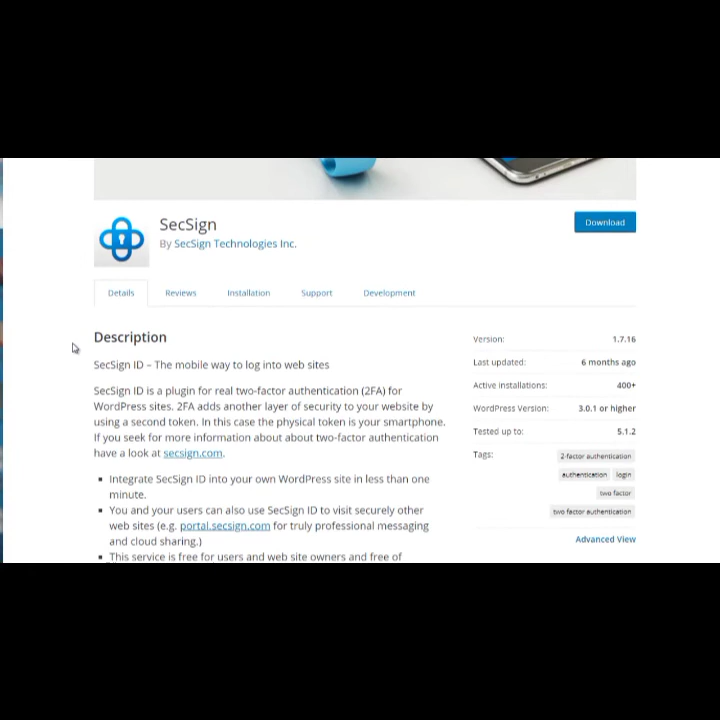 SecSign
Download
By SecSign Technologies Inc.
Details
Reviews
Installation
Support
Development
Description
SecSign ID – The mobile way to log into web sites
SecSign ID is a plugin for real two-factor authentication (2FA) for
WordPress sites. 2FA adds another layer of security to your website by
using a second token. In this case the physical token is your smartphone.
If you seek for more information about about two-factor authentication
have a look at secsign.com.
Integrate SecSign ID into your own WordPress site in less than one
minute.
You and your users can also use SecSign ID to visit securely other
web sites (e.g. portal.secsign.com for truly professional messaging
and cloud sharing.)
This service is free for users and web site owners and free of
Version: 1.7.16
Last updated: 6 months ago
Active installations: 400+
WordPress Version: 3.0.1 or higher
Tested up to: 5.1.2
Tags: 2-factor authentication
authentication login
two factor
two factor authentication
Advanced View